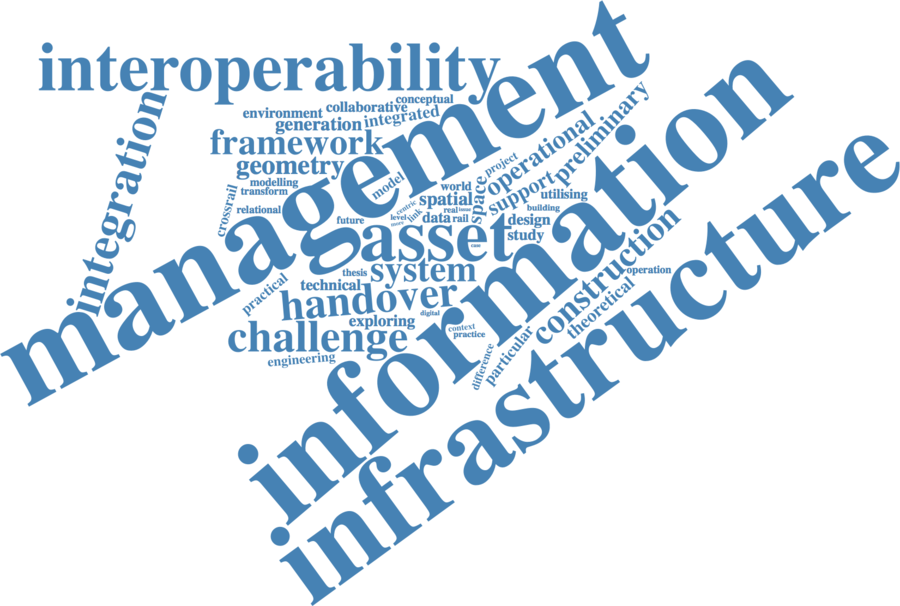 interoperability
management
information
infrastructure
integration
environment
collaborative
conceptual
generation
integrated
framework
geometry
modelling
transform
crossrail
relational
future
model
centric
level
link
more
world
spatial
data
real
rail
space
project
operational
support
preliminary
utilising
building
design
study
asset
system
thesis
technical
practical
handover
digital
exploring
challenge
engineering
context
practice
construction
operation
theoretical
particular
difference